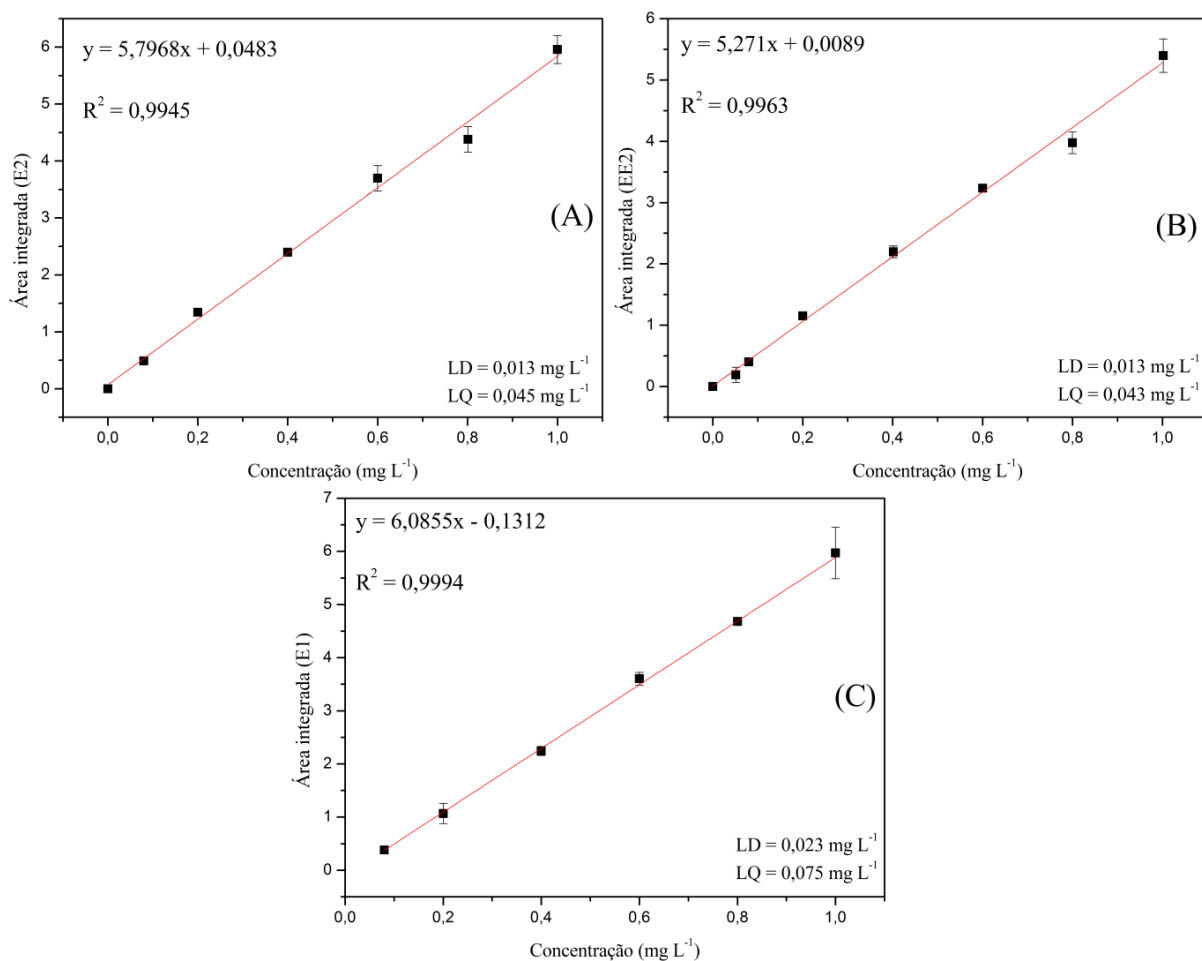 y = 5,7968x + 0,0483
R² = 0,9945
(A)
LD = 0,013 mg L⁻¹
LQ = 0,045 mg L⁻¹
Área integrada (E2)
6
5
4
3
2
1
0
0,0 0,2 0,4 0,6 0,8 1,0
Concentração (mg L⁻¹)
y = 5,271x + 0,0089
R² = 0,9963
(B)
LD = 0,013 mg L⁻¹
LQ = 0,043 mg L⁻¹
Área integrada (EE2)
6
5
4
3
2
1
0
0,0 0,2 0,4 0,6 0,8 1,0
Concentração (mg L⁻¹)
y = 6,0855x - 0,1312
R² = 0,9994
(C)
LD = 0,023 mg L⁻¹
LQ = 0,075 mg L⁻¹
Área integrada (E1)
7
6
5
4
3
2
1
0
0,0 0,2 0,4 0,6 0,8 1,0
Concentração (mg L⁻¹)